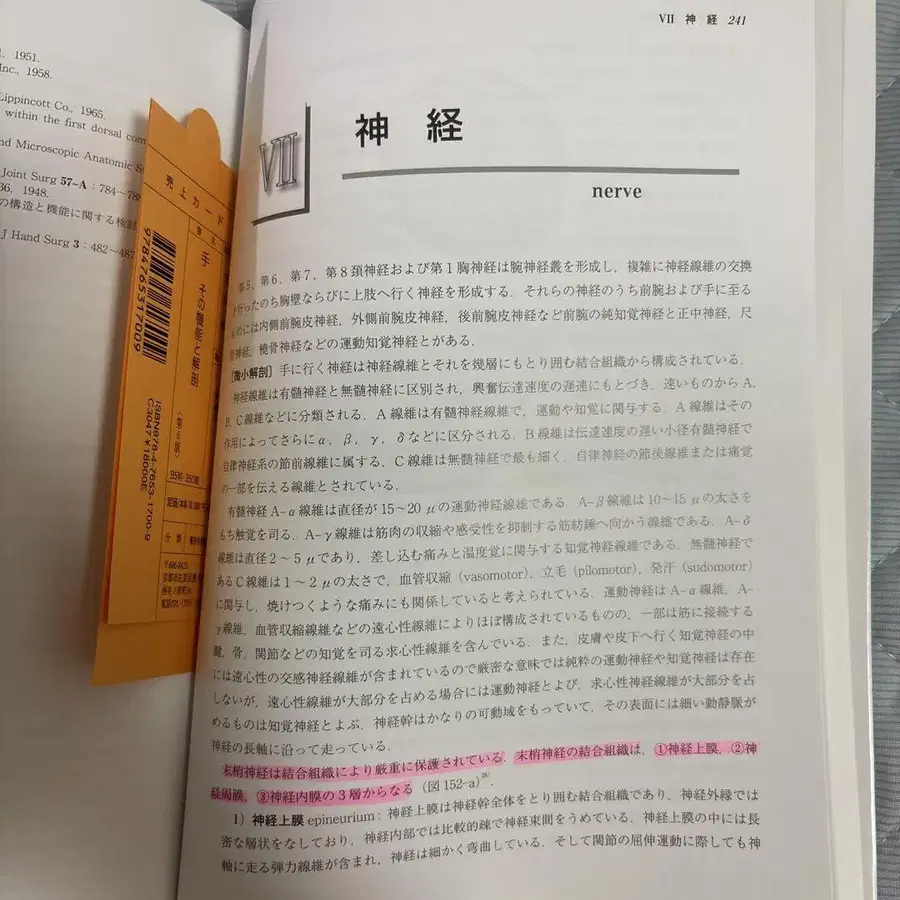 1951.
Inc., 1958.
Lippincott Co., 1965.
within the first dorsal com
nd Microscopic Anatomic S
Joint Surg 57-A : 784~78
36, 1948.
の構造と機能に関する検討
J Hand Surg 3 : 482~487
売上カード
手 その機能と解剖
〈第6版〉
9784765317009
ISBN978-4-7653-1700-9
C3047 ¥18000E
〒606-8425
VII 神 経 241
VII
神 経
nerve
第5, 第6, 第7, 第8頚神経および第1胸神経は腕神経叢を形成し, 複雑に神経線維の交換
行ったのち胸壁ならびに上肢へ行く神経を形成する. それらの神経のうち前腕および手に至る
ものには内側前腕皮神経, 外側前腕皮神経, 後前腕皮神経など前腕の純知覚神経と正中神経, 尺
骨神経, 橈骨神経などの運動知覚神経とがある.
[微小解剖] 手に行く神経は神経線維とそれを幾層にもとり囲む結合組織から構成されている.
神経線維は有髄神経と無髄神経に区別され, 興奮伝達速度の遅速にもとづき, 速いものから A,
B, C 線維などに分類される. A 線維は有髄神経線維で, 運動や知覚に関与する. A 線維はその
作用によってさらに α, β, γ, δ などに区分される. B 線維は伝達速度の遅い小径有髄神経で
自律神経系の節前線維に属する. C 線維は無髄神経で最も細く, 自律神経の節後線維または痛覚
の一部を伝える線維とされている.
有髄神経 A-α 線維は直径が 15~20 μ の運動神経線維である. A-β 線維は 10~15 μ の太さを
もち触覚を司る. A-γ 線維は筋肉の収縮や感受性を抑制する筋紡錘へ向かう線維である. A-δ
線維は直径 2~5 μ であり, 差し込む痛みと温度覚に関与する知覚神経線維である. 無髄神経で
ある C 線維は 1~2 μ の太さで, 血管収縮 (vasomotor), 立毛 (pilomotor), 発汗 (sudomotor)
に関与し, 焼けつくような痛みにも関係していると考えられている. 運動神経は A-α 線維, A-
γ 線維, 血管収縮線維などの遠心性線維によりほぼ構成されているものの, 一部は筋に接続する
腱, 骨, 関節などの知覚を司る求心性線維を含んでいる. また, 皮膚や皮下へ行く知覚神経の中
には遠心性の交感神経線維が含まれているので厳密な意味では純粋の運動神経や知覚神経は存在
しないが, 遠心性線維が大部分を占める場合には運動神経とよび, 求心性神経線維が大部分を占
めるものは知覚神経とよぶ. 神経幹はかなりの可動域をもっていて, その表面には細い動静脈が
神経の長軸に沿って走っている.
末梢神経は結合組織により厳重に保護されている. 末梢神経の結合組織は, ①神経上膜, ②神
経周膜, ③神経内膜の3層からなる (図 152-a).
1) 神経上膜 epineurium : 神経上膜は神経幹全体をとり囲む結合組織であり, 神経外縁では
密な層状をなしており, 神経内部では比較的疎で神経束間をうめている. 神経上膜の中には長
軸に走る弾力線維が含まれ, 神経は細かく弯曲している. そして関節の屈伸運動に際しても神